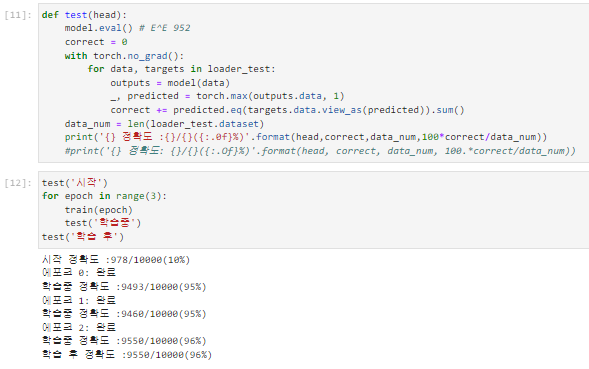 [11]: def test(head):
    model.eval() # E^E 952
    correct = 0
    with torch.no_grad():
        for data, targets in loader_test:
            outputs = model(data)
            _, predicted = torch.max(outputs.data, 1)
            correct += predicted.eq(targets.data.view_as(predicted)).sum()
    data_num = len(loader_test.dataset)
    print('{} 정확도 :{}/{}({:.0f}%)'.format(head,correct,data_num,100*correct/data_num))
    #print('{} 정확도: {}/{}({:.Of}%)'.format(head, correct, data_num, 100.*correct/data_num))
[12]: test('시작')
for epoch in range(3):
    train(epoch)
    test('학습중')
test('학습 후')
시작 정확도 :978/10000(10%)
에포크 0: 완료
학습중 정확도 :9493/10000(95%)
에포크 1: 완료
학습중 정확도 :9460/10000(95%)
에포크 2: 완료
학습중 정확도 :9550/10000(96%)
학습 후 정확도 :9550/10000(96%)